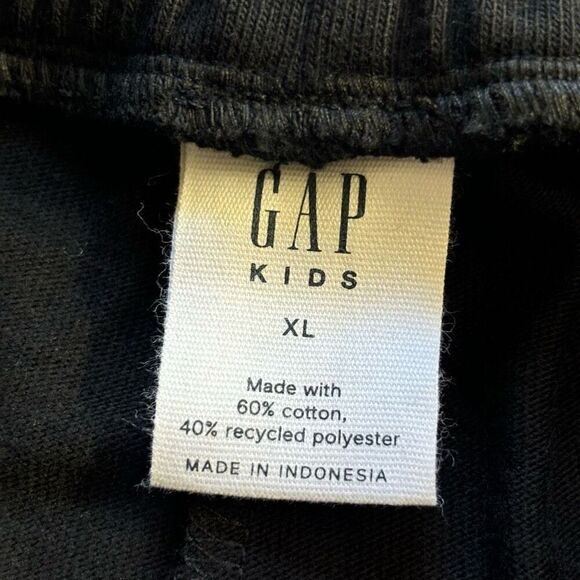 GAP
KIDS
XL
Made with
60% cotton,
40% recycled polyester
MADE IN INDONESIA